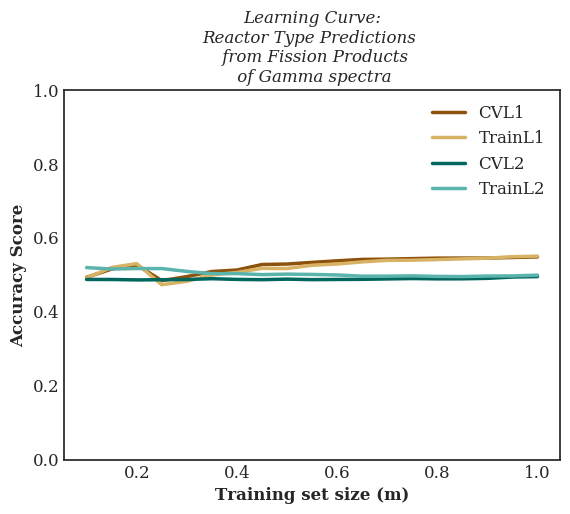 Learning Curve:
Reactor Type Predictions
from Fission Products
of Gamma spectra
CVL1
TrainL1
CVL2
TrainL2
Accuracy Score
1.0
0.8
0.6
0.4
0.2
0.0
0.2 0.4 0.6 0.8 1.0
Training set size (m)